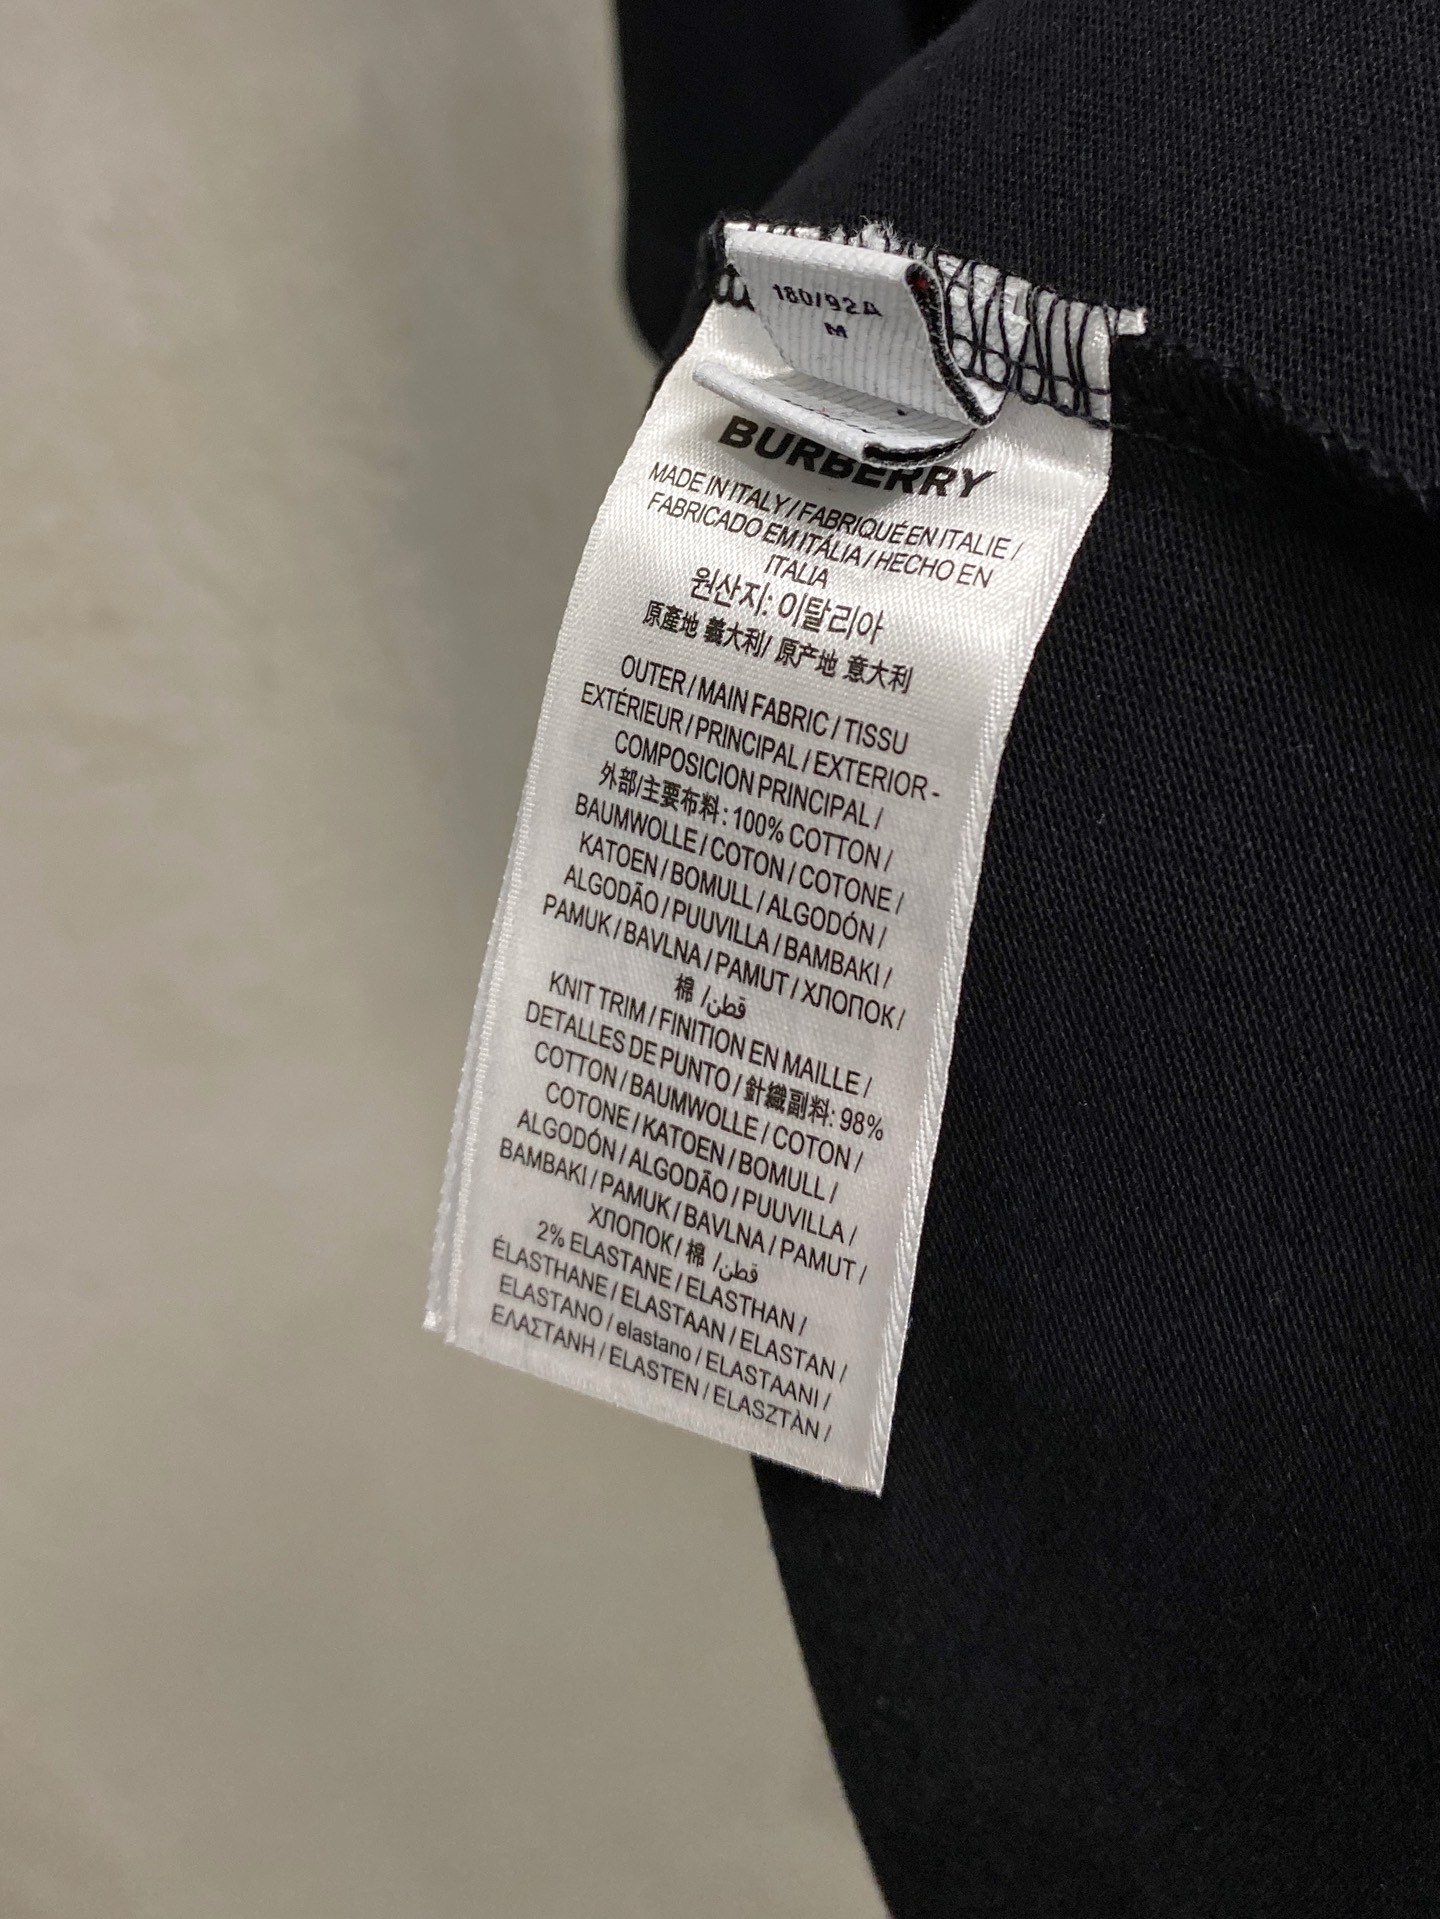 180/92A
M
BURBERRY
MADE IN ITALY / FABRIQUÉ EN ITALIE /
FABRICADO EM ITÁLIA / HECHO EN
ITALIA
원산지: 이탈리아
原產地 義大利/ 原产地 意大利
OUTER / MAIN FABRIC / TISSU
EXTÉRIEUR / PRINCIPAL / EXTERIOR -
COMPOSICION PRINCIPAL /
外部/主要布料: 100% COTTON /
BAUMWOLLE / COTON / COTONE /
KATOEN / BOMULL / ALGODÓN /
ALGODÃO / PUUVILLA / BAMBAKI /
PAMUK / BAVLNA / PAMUT / ХЛОПОК /
棉 /قطن
KNIT TRIM / FINITION EN MAILLE /
DETALLES DE PUNTO / 針織副料: 98%
COTTON / BAUMWOLLE / COTON /
COTONE / KATOEN / BOMULL /
ALGODÓN / ALGODÃO / PUUVILLA /
BAMBAKI / PAMUK / BAVLNA / PAMUT /
ХЛОПОК / 棉 /قطن
2% ELASTANE / ELASTHAN /
ÉLASTHANE / ELASTAAN / ELASTAN /
ELASTANO / elastano / ELASTAANI /
ΕΛΑΣΤΑΝΗ / ELASTEN / ELASZTÀN /